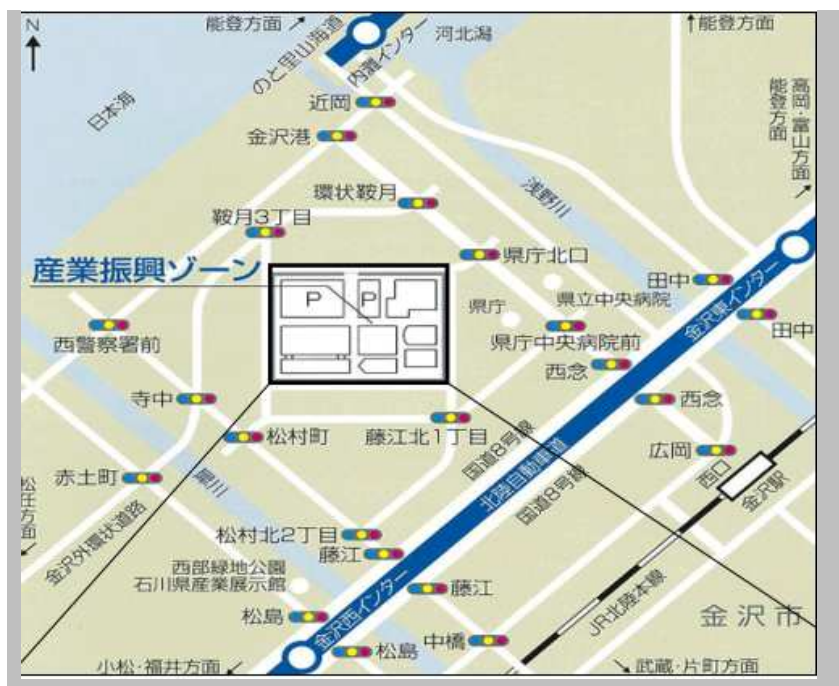 N
能登方面
のと里山海道
内灘インター
河北潟
能登方面
高岡・富山方面
能登方面
日本海
近岡
金沢港
浅野川
環状鞍月
鞍月3丁目
産業振興ゾーン
県庁北口
P
P
県庁
県立中央病院
田中
金沢東インター
田中
西警察署前
県庁中央病院前
西念
西念
寺中
松村町
藤江北1丁目
国道8号線
北陸自動車道
国道8号線
広岡
西口
金沢駅
赤土町
犀川
松任方面
金沢外環状道路
松村北2丁目
藤江
西部緑地公園
石川県産業展示館
藤江
松島
金沢西インター
松島
中橋
JR北陸本線
金沢市
小松・福井方面
武蔵・片町方面